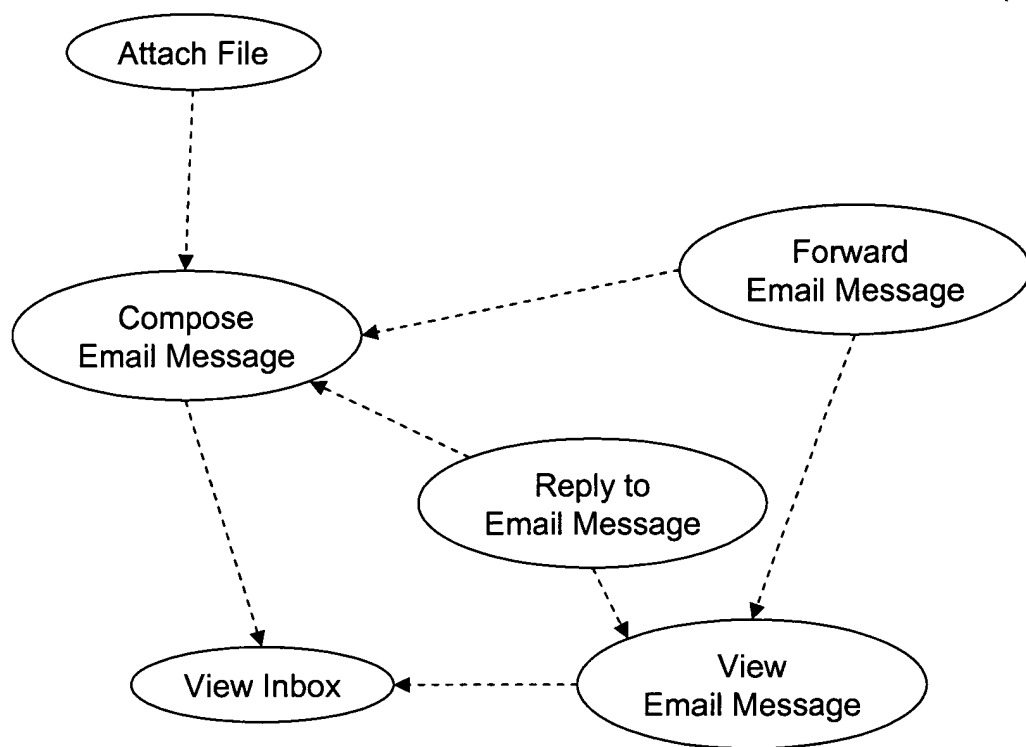 Attach File
Forward
Email Message
Compose
Email Message
Reply to
Email Message
View Inbox
View
Email Message